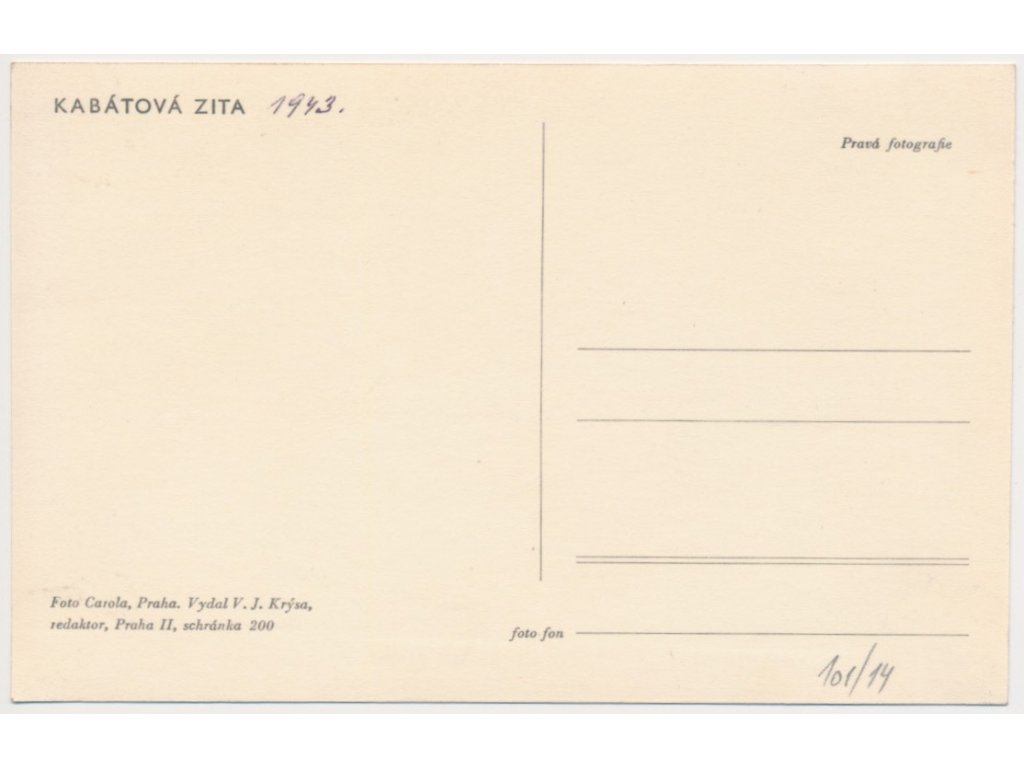 KABÁTOVÁ ZITA 1943.
Pravá fotografie
Foto Carola, Praha. Vydal V. J. Krýsa,
redaktor, Praha II, schránka 200
foto fon
101/14